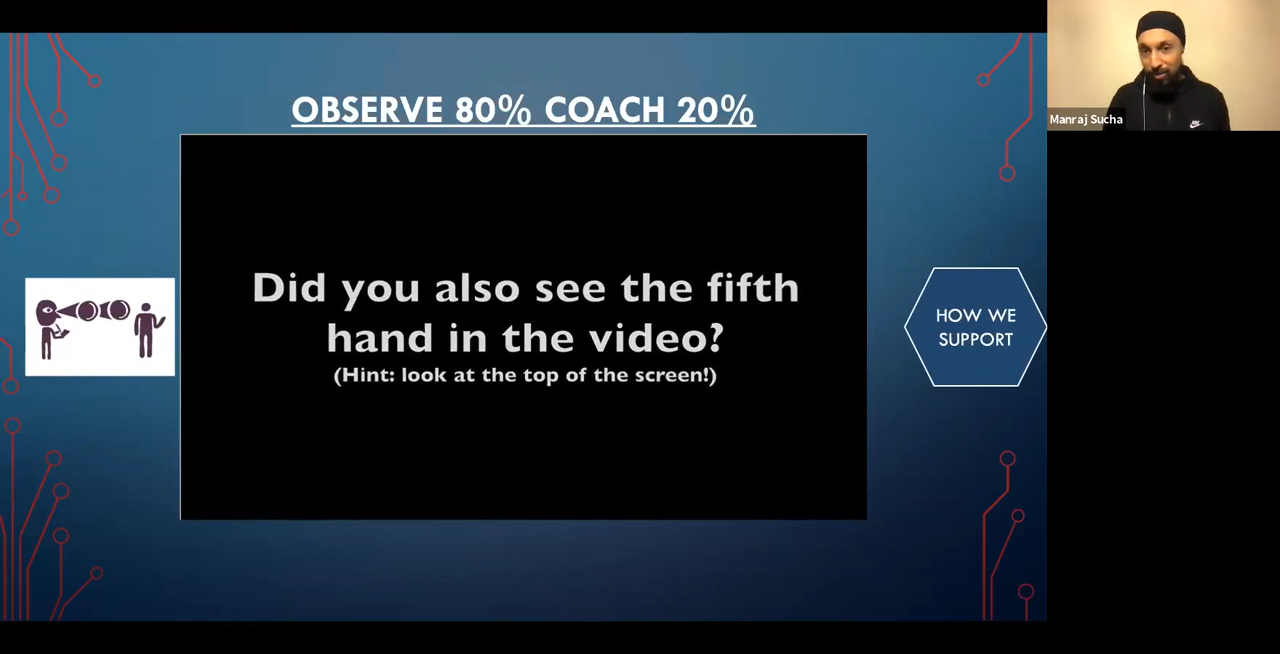 OBSERVE 80% COACH 20%
Did you also see the fifth
hand in the video?
(Hint: look at the top of the screen!)
HOW WE
SUPPORT
Manraj Sucha